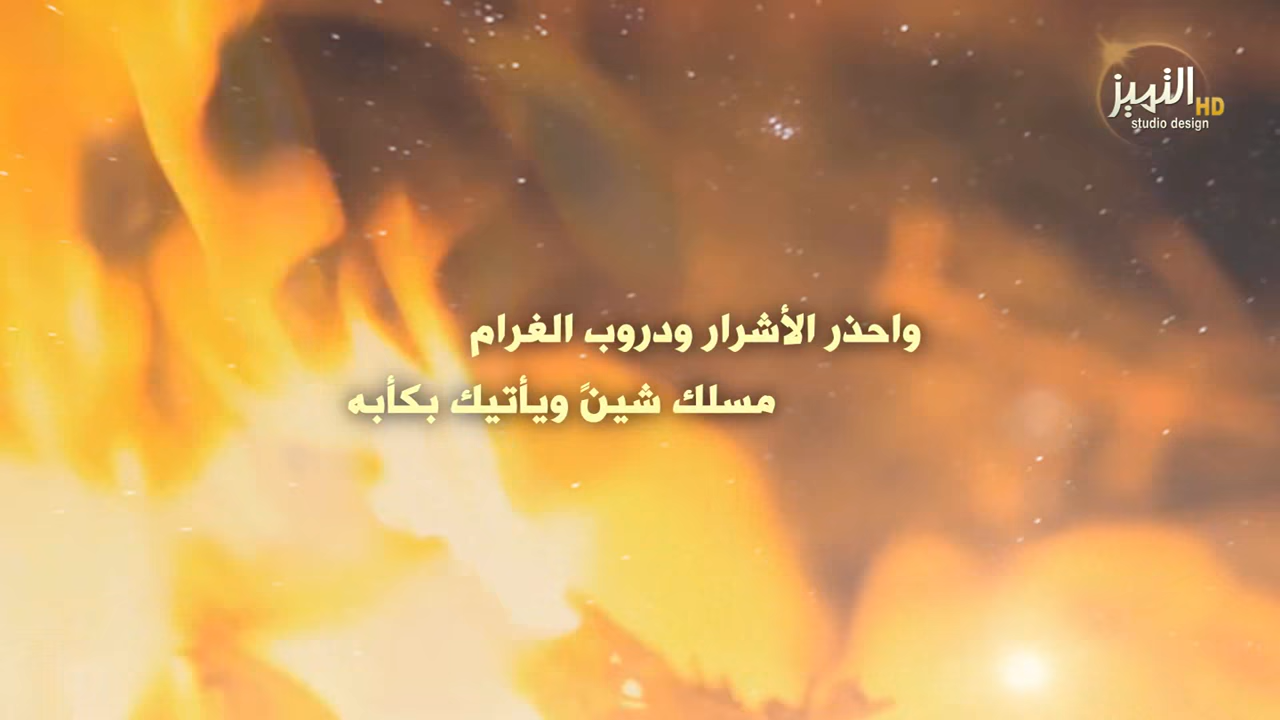 التميز HD
studio design
واحذر الأشرار ودروب الغرام
مسلك شينً ويأتيك بكأبه